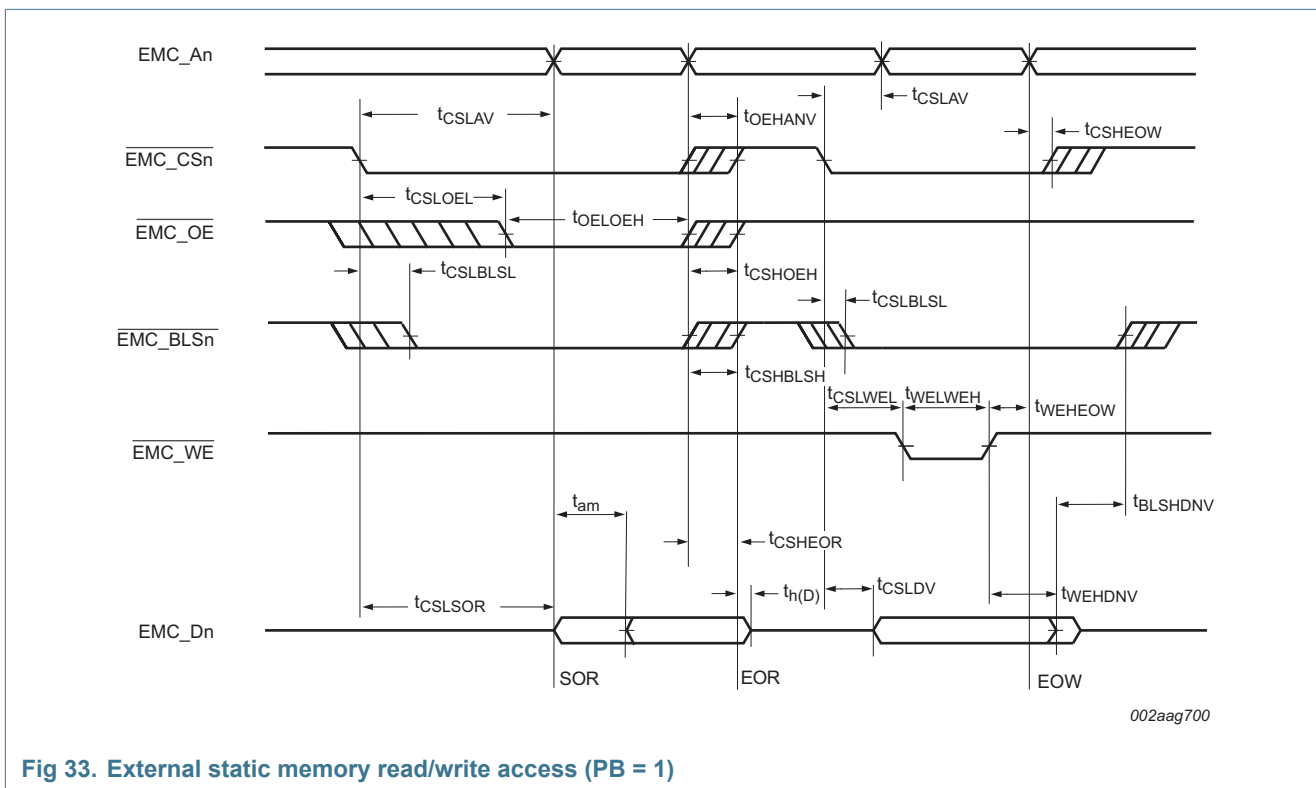 EMC_An
tCSLAV
tOEHANV
tCSLAV
tCSHEOW
EMC_CSn
tCSLOEL
tOELOEH
EMC_OE
tCSLBLSL
tCSHOEH
tCSLBLSL
EMC_BLSn
tCSHBLSH
tCSLWEL
tWELWEH
tWEHEOW
EMC_WE
tam
tBLSHDNV
tCSHEOR
tCSLSOR
th(D)
tCSLDV
tWEHDNV
EMC_Dn
SOR
EOR
EOW
002aag700
Fig 33. External static memory read/write access (PB = 1)